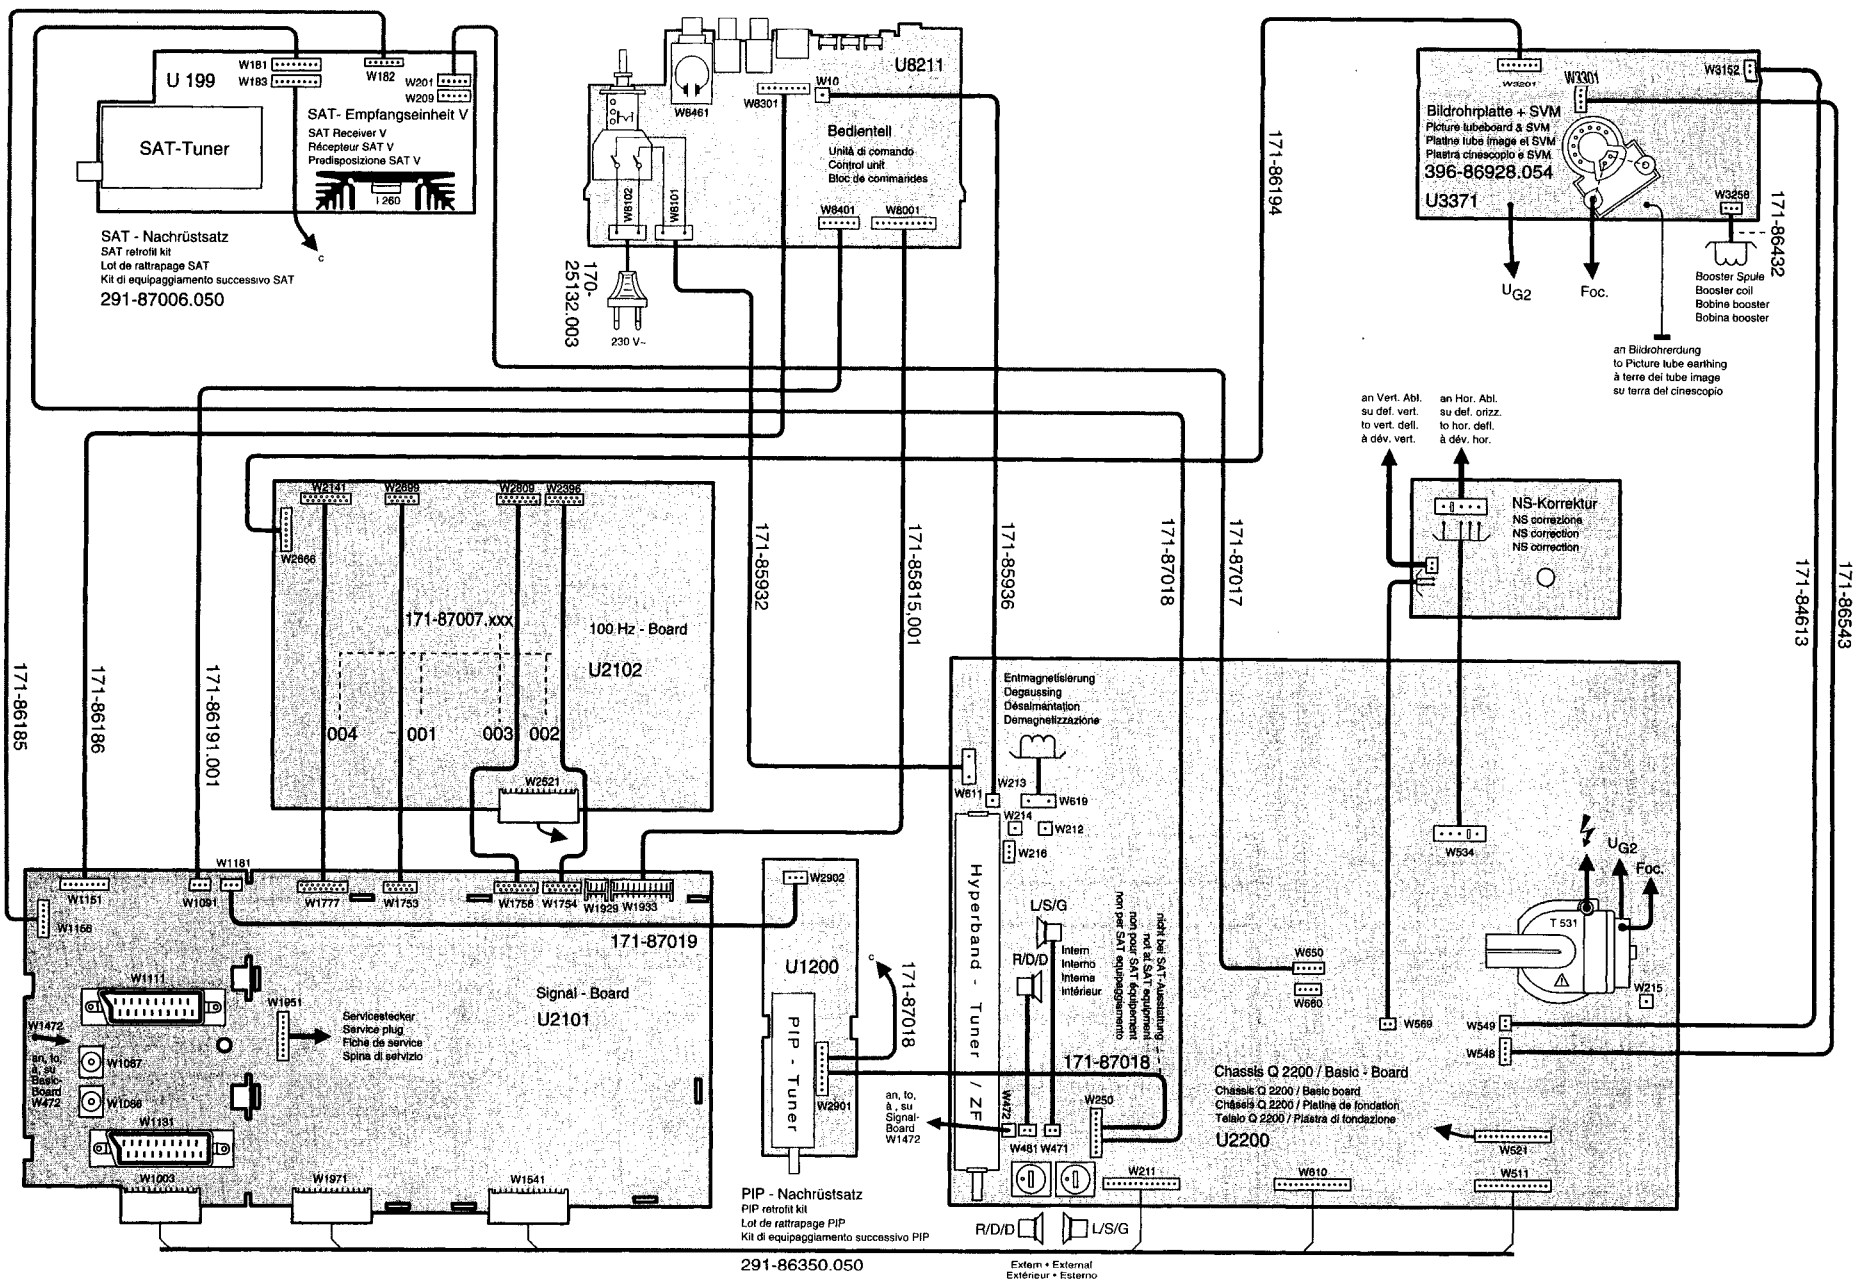 U 199
W181
W183
W182
W201
W209
SAT-Tuner
SAT- Empfangseinheit V
SAT Receiver V
Récepteur SAT V
Predisposizione SAT V
I 260
c
SAT - Nachrüstsatz
SAT retrofit kit
Lot de rattrapage SAT
Kit di equipaggiamento successivo SAT
291-87006.050
U8211
W8461
W8301
W10
Bedienteil
Unità di comando
Control unit
Bloc de commandes
W8102
W8101
W8401
W8001
170-
25132.003
230 V~
171-86194
W3201
W3301
W3152
Bildrohrplatte + SVM
Picture tubeboard & SVM
Platine tube image et SVM
Piastra cinescopio e SVM
396-86928.054
U3371
W3258
171-86432
UG2
Foc.
Booster Spule
Booster coil
Bobine booster
Bobina booster
an Bildrohrerdung
to Picture tube earthing
à terre del tube image
su terra del cinescopio
an Vert. Abl.
su def. vert.
to vert. defl.
à dév. vert.
an Hor. Abl.
su def. orizz.
to hor. defl.
à dév. hor.
NS-Korrektur
NS correzione
NS correction
NS correction
W2141
W2699
W2809
W2396
W2666
171-87007.xxx
100 Hz - Board
U2102
004
001
003
002
W2521
171-86185
171-86186
171-86191.001
171-85932
171-85815,001
171-85936
171-87018
171-87017
171-84613
171-86543
Entmagnetisierung
Degaussing
Désaimantation
Demagnetizzazione
W611
W213
W619
W214
W212
W216
W534
Hyperband - Tuner / ZF
L/S/G
R/D/D
Intern
Interno
Interna
Intérieur
nicht bei SAT-Ausstattung
not at SAT equipment
non pour SAT équipement
non per SAT equipaggiamento
171-87018
W472
W481
W471
W250
W650
W680
W569
W549
W548
UG2
Foc.
T 531
W215
Chassis Q 2200 / Basic - Board
Chassis Q 2200 / Basic board
Châssis Q 2200 / Platine de fondation
Telaio Q 2200 / Piastra di fondazione
U2200
W521
W211
W610
W511
R/D/D
L/S/G
Extern • External
Extérieur • Esterno
W1151
W1091
W1181
W1777
W1753
W1758
W1754
W1929
W1933
W1156
171-87019
W1111
Signal - Board
U2101
W1951
Servicestecker
Service plug
Fiche de service
Spina di servizio
W1472
an, to,
à, su
Basic-
Board
W472
W1087
W1086
W1131
W1003
W1971
W1541
W2902
U1200
c
171-87018
PIP - Tuner
W2901
an, to,
à , su
Signal-
Board
W1472
PIP - Nachrüstsatz
PIP retrofit kit
Lot de rattrapage PIP
Kit di equipaggiamento successivo PIP
291-86350.050